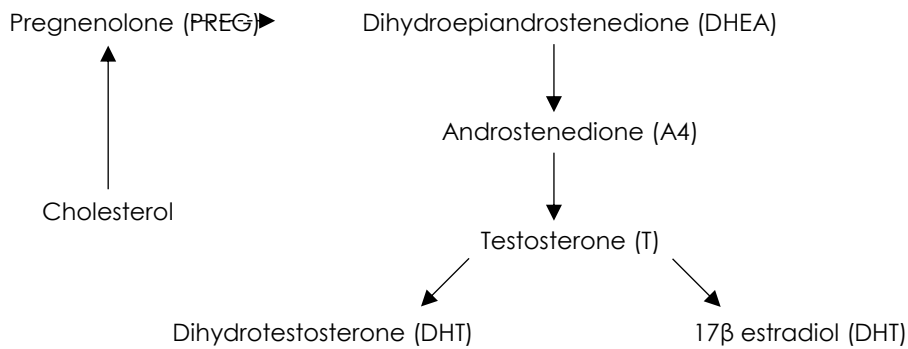 Pregnenolone (PREG)
Dihydroepiandrostenedione (DHEA)
Androstenedione (A4)
Cholesterol
Testosterone (T)
Dihydrotestosterone (DHT)
17β estradiol (DHT)